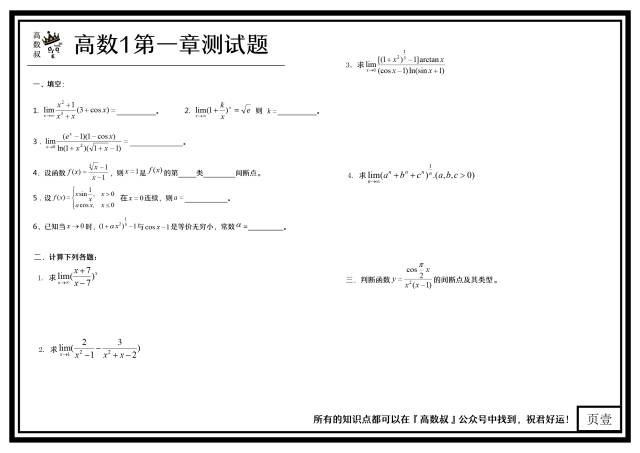 高数叔
高数1第一章测试题
一、填空：
1. lim_{x→∞} (x²+1)/(x³+x) (3+cos x) = ________。 2. lim_{x→∞} (1+k/x)^x = √e 则 k = ________。
3. lim_{x→0} (e^x−1)(1−cos x)/(ln(1+x²)(√(1+x)−1)) = ________。
4、设函数 f(x) = (∛x−1)/(x−1)，则 x=1 是 f(x) 的第____类________间断点。
5、设 f(x) = { x sin 1/x, x>0; a cos x, x≤0 在 x=0 连续，则 a = ________。
6、已知当 x→0 时，(1+ax²)^{1/3}−1 与 cos x−1 是等价无穷小，常数 α = ________。
二、计算下列各题：
1. 求 lim_{x→∞} ((x+7)/(x−7))^x
2. 求 lim_{x→1} (2/(x²−1) − 3/(x²+x−2))
3、求 lim_{x→0} [(1+x²)^{1/3}−1]arctan x/((cos x−1)ln(sin x+1))
4. 求 lim_{n→∞} (a^n+b^n+c^n)^{1/n}.(a,b,c>0)
三、判断函数 y = cos(π/2)x/(x²(x−1)) 的间断点及其类型。
所有的知识点都可以在『高数叔』公众号中找到，祝君好运！
页壹